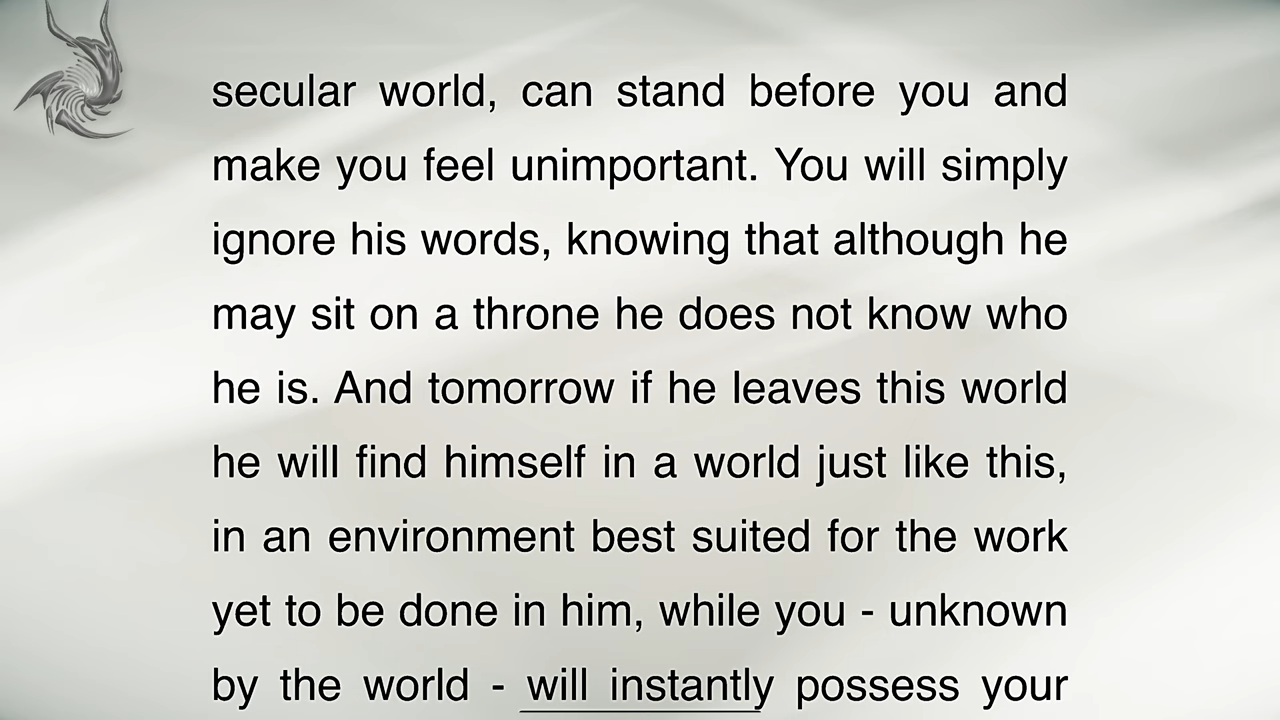 secular world, can stand before you and
make you feel unimportant. You will simply
ignore his words, knowing that although he
may sit on a throne he does not know who
he is. And tomorrow if he leaves this world
he will find himself in a world just like this,
in an environment best suited for the work
yet to be done in him, while you - unknown
by the world - will instantly possess your